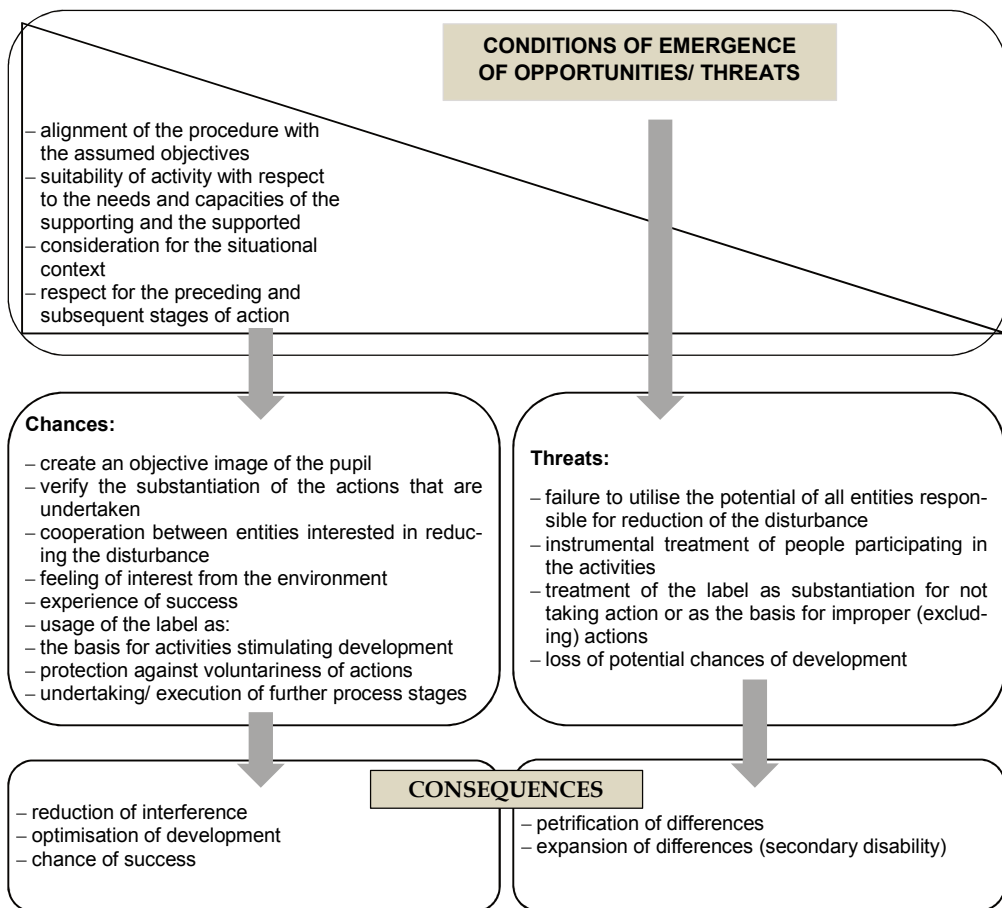 CONDITIONS OF EMERGENCE
OF OPPORTUNITIES/ THREATS
– alignment of the procedure with
the assumed objectives
– suitability of activity with respect
to the needs and capacities of the
supporting and the supported
– consideration for the situational
context
– respect for the preceding and
subsequent stages of action
Chances:
– create an objective image of the pupil
– verify the substantiation of the actions that are
undertaken
– cooperation between entities interested in reduc-
ing the disturbance
– feeling of interest from the environment
– experience of success
– usage of the label as:
– the basis for activities stimulating development
– protection against voluntariness of actions
– undertaking/ execution of further process stages
Threats:
– failure to utilise the potential of all entities respon-
sible for reduction of the disturbance
– instrumental treatment of people participating in
the activities
– treatment of the label as substantiation for not
taking action or as the basis for improper (exclud-
ing) actions
– loss of potential chances of development
CONSEQUENCES
– reduction of interference
– optimisation of development
– chance of success
– petrification of differences
– expansion of differences (secondary disability)